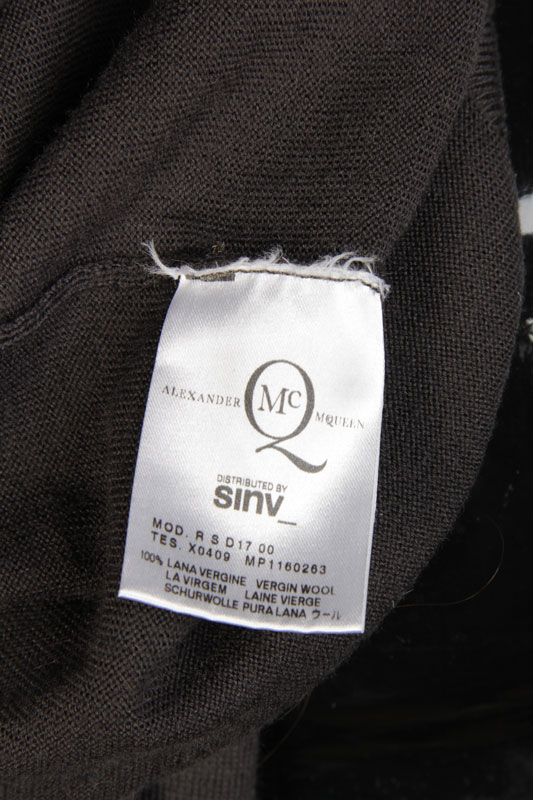 ALEXANDER McQ MCQUEEN
DISTRIBUTED BY
SINV_
MOD. R S D17 00
TES. X0409 MP1160263
100% LANA VERGINE VERGIN WOOL
LA VIRGEM LAINE VIERGE
SCHURWOLLE PURA LANA ウール